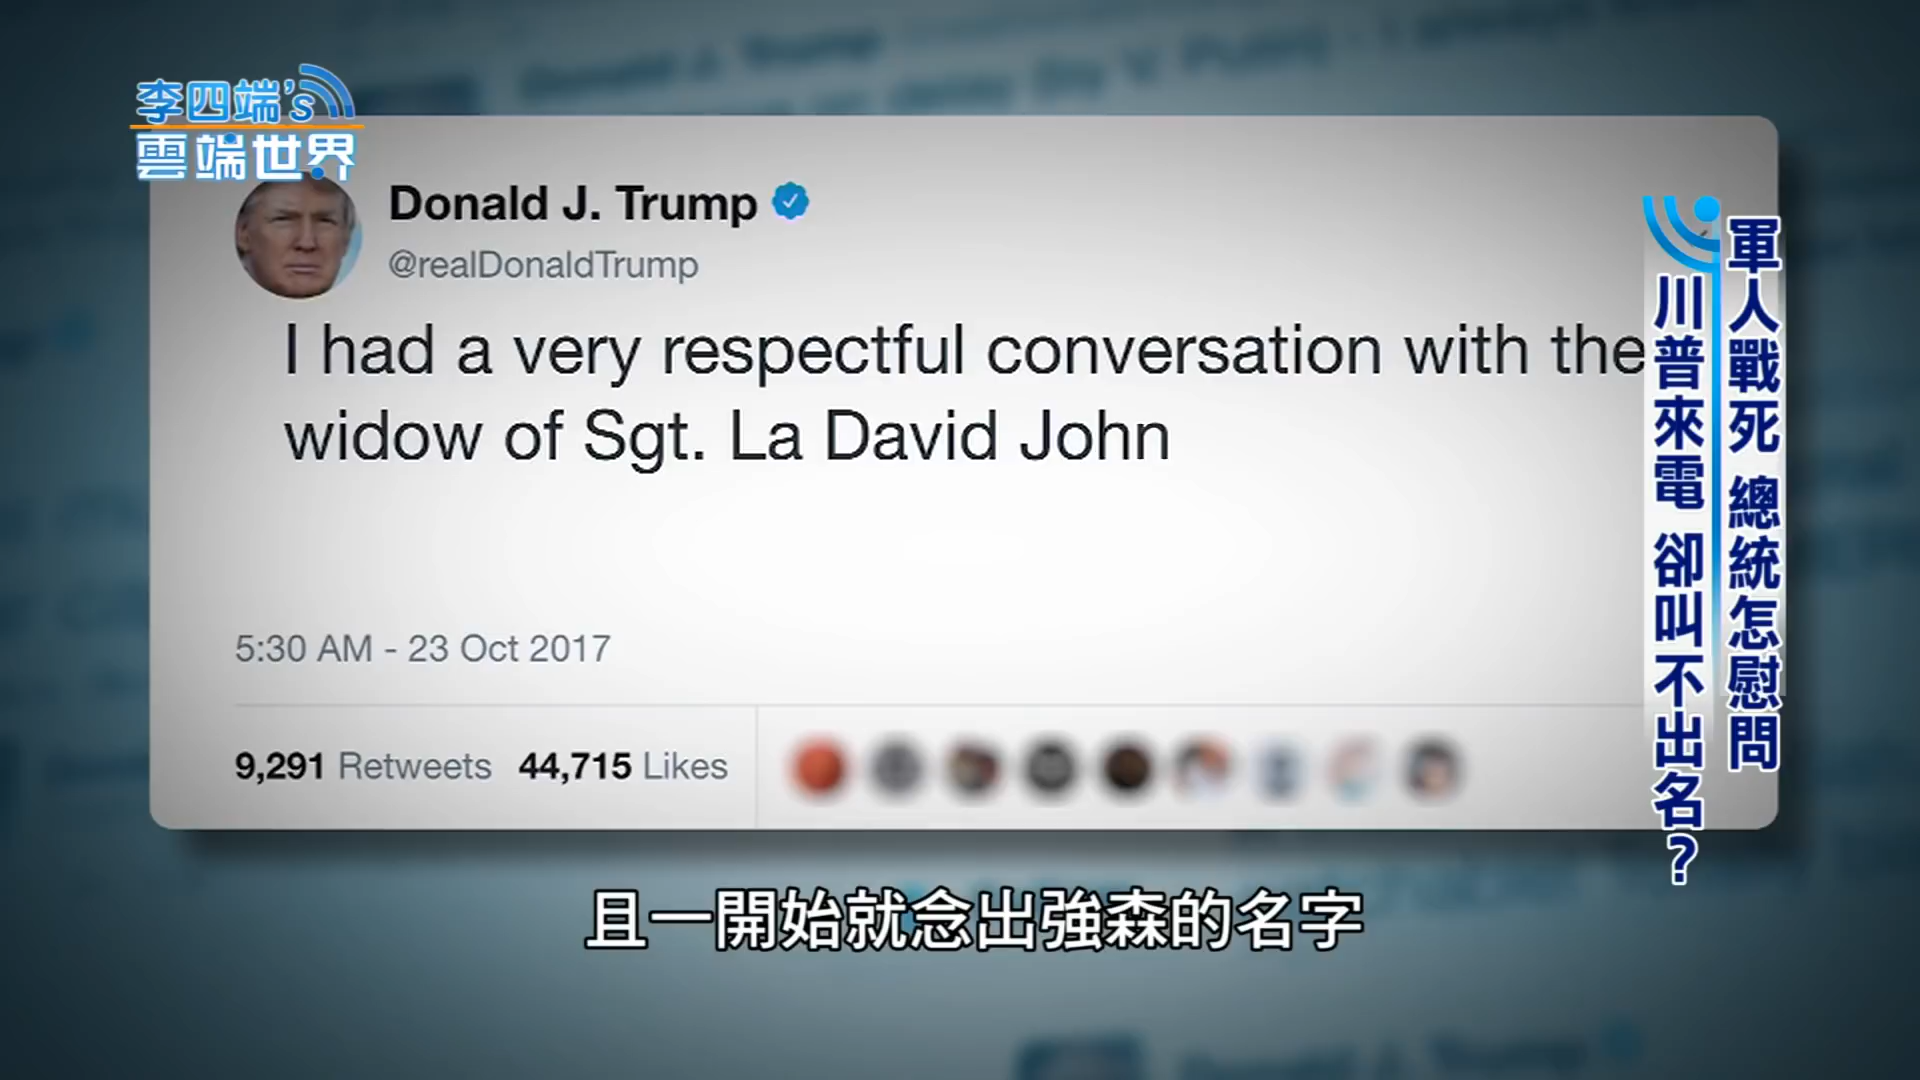 李四端's
雲端世界
Donald J. Trump
@realDonaldTrump
I had a very respectful conversation with the
widow of Sgt. La David John
5:30 AM - 23 Oct 2017
9,291 Retweets 44,715 Likes
軍人戰死 總統怎慰問
川普來電 卻叫不出名?
且一開始就念出強森的名字